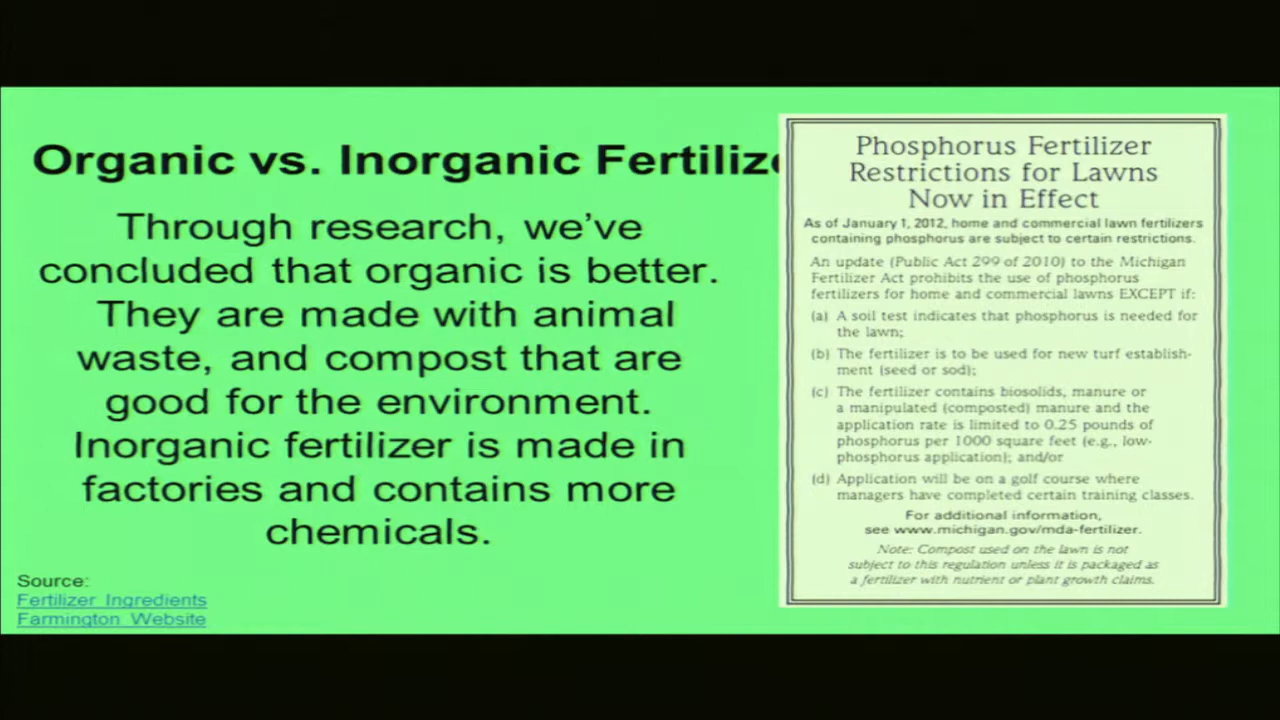 Organic vs. Inorganic Fertilize
Through research, we've
concluded that organic is better.
They are made with animal
waste, and compost that are
good for the environment.
Inorganic fertilizer is made in
factories and contains more
chemicals.
Source:
Fertilizer Ingredients
Farmington Website
Phosphorus Fertilizer
Restrictions for Lawns
Now in Effect
As of January 1, 2012, home and commercial lawn fertilizers
containing phosphorus are subject to certain restrictions.
An update (Public Act 299 of 2010) to the Michigan
Fertilizer Act prohibits the use of phosphorus
fertilizers for home and commercial lawns EXCEPT if:
(a) A soil test indicates that phosphorus is needed for
the lawn;
(b) The fertilizer is to be used for new turf establish-
ment (seed or sod);
(c) The fertilizer contains biosolids, manure or
a manipulated (composted) manure and the
application rate is limited to 0.25 pounds of
phosphorus per 1000 square feet (e.g., low-
phosphorus application); and/or
(d) Application will be on a golf course where
managers have completed certain training classes.
For additional information,
see www.michigan.gov/mda-fertilizer.
Note: Compost used on the lawn is not
subject to this regulation unless it is packaged as
a fertilizer with nutrient or plant growth claims.